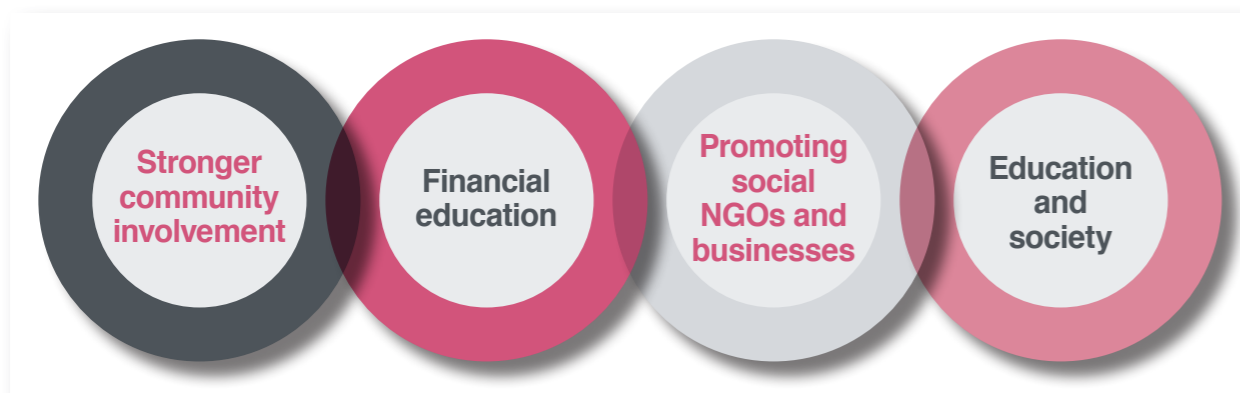 Stronger
community
involvement
Financial
education
Promoting
social
NGOs and
businesses
Education
and
society